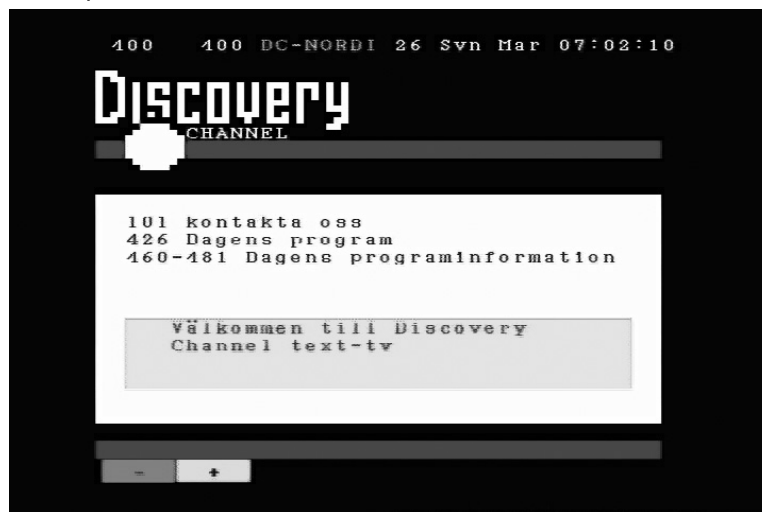 400 400 DC-NORDI 26 Svn Mar 07:02:10
Discovery
CHANNEL
101 kontakta oss
426 Dagens program
460-481 Dagens programinformation
Välkommen till Discovery
Channel text-tv
- +